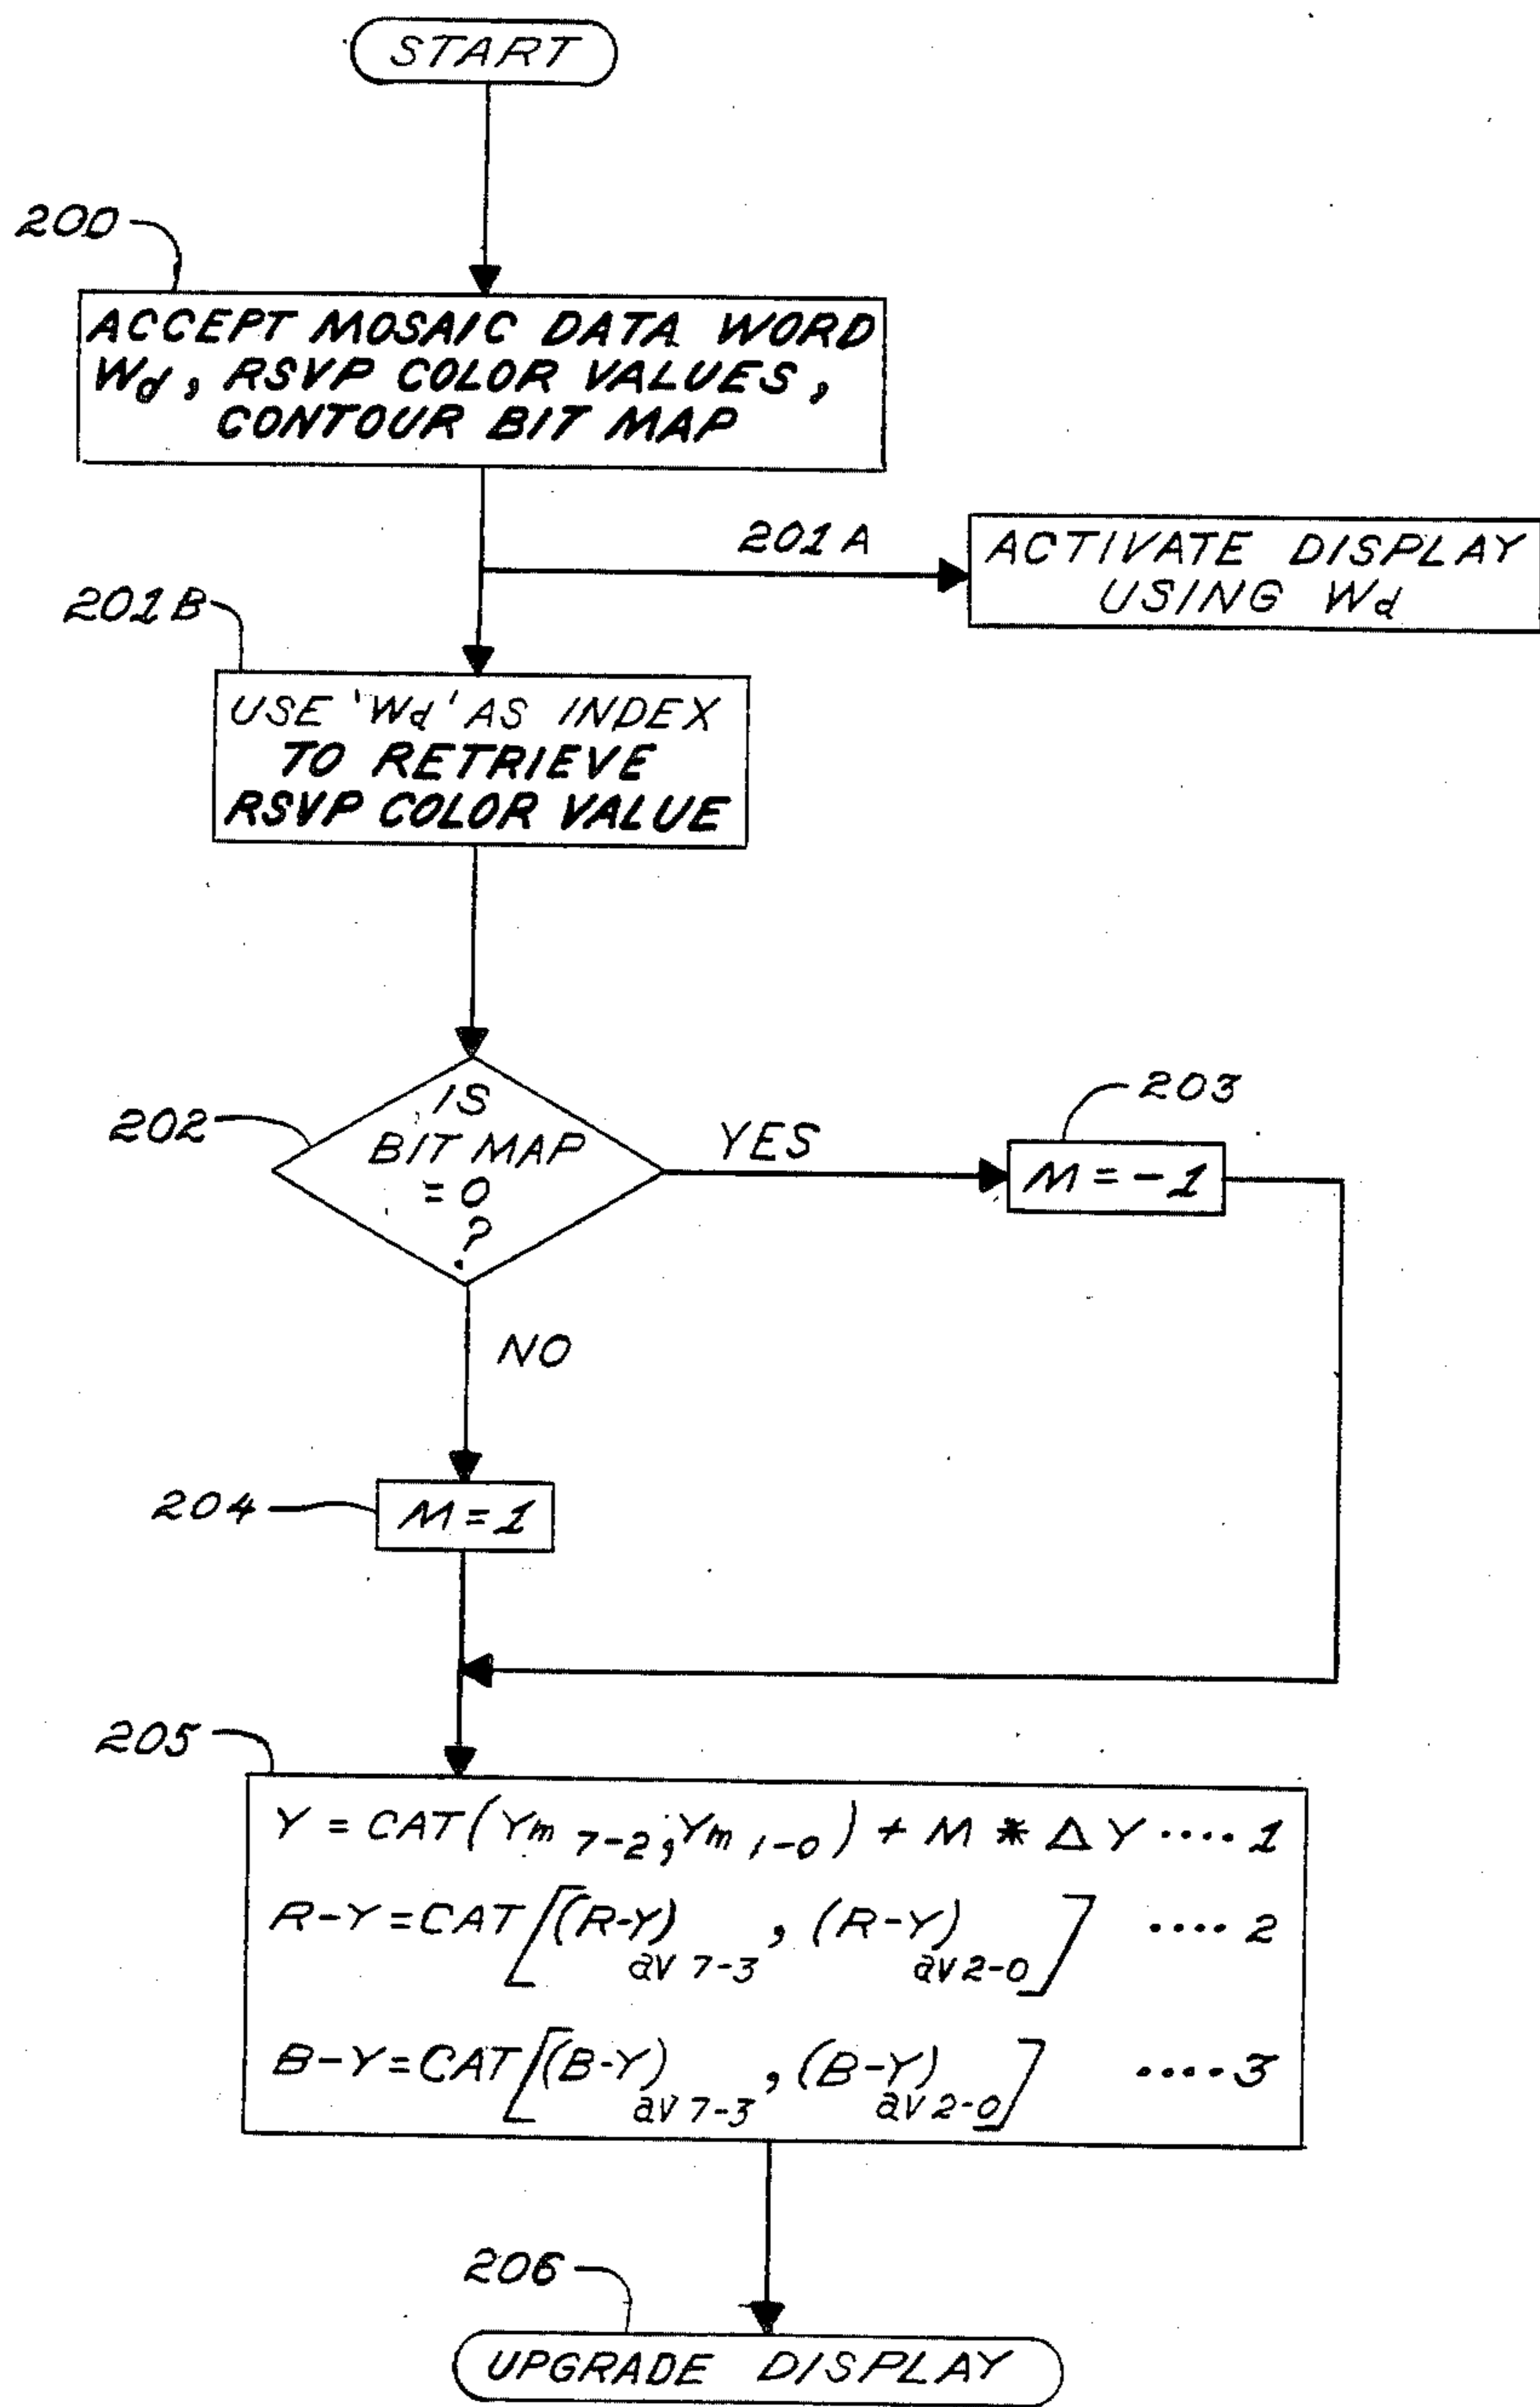 START
200
ACCEPT MOSAIC DATA WORD
Wd, RSVP COLOR VALUES,
CONTOUR BIT MAP
201A
ACTIVATE DISPLAY
USING Wd
201B
USE 'Wd' AS INDEX
TO RETRIEVE
RSVP COLOR VALUE
202
IS
BIT MAP
=0
?
YES
203
M=-1
NO
204
M=1
205
Y = CAT(Ym 7-2, Ym 1-0) + M * Δ Y .... 1
R-Y=CAT[(R-Y) av 7-3, (R-Y) av 2-0] .... 2
B-Y=CAT[(B-Y) av 7-3, (B-Y) av 2-0] .... 3
206
UPGRADE DISPLAY